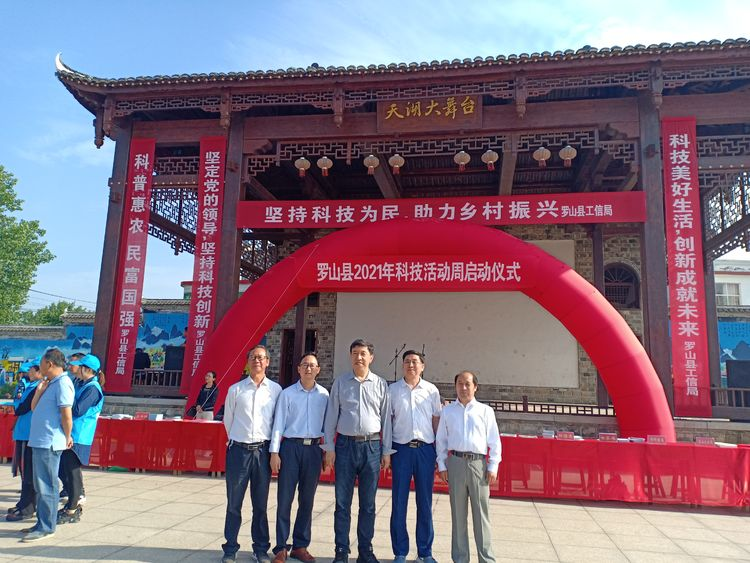 天湖大舞台
坚持科技为民，助力乡村振兴 罗山县工信局
罗山县2021年科技活动周启动仪式
科普惠农民富国强 罗山县工信局
坚定党的领导，坚持科技创新 罗山县工信局
科技美好生活，创新成就未来 罗山县工信局